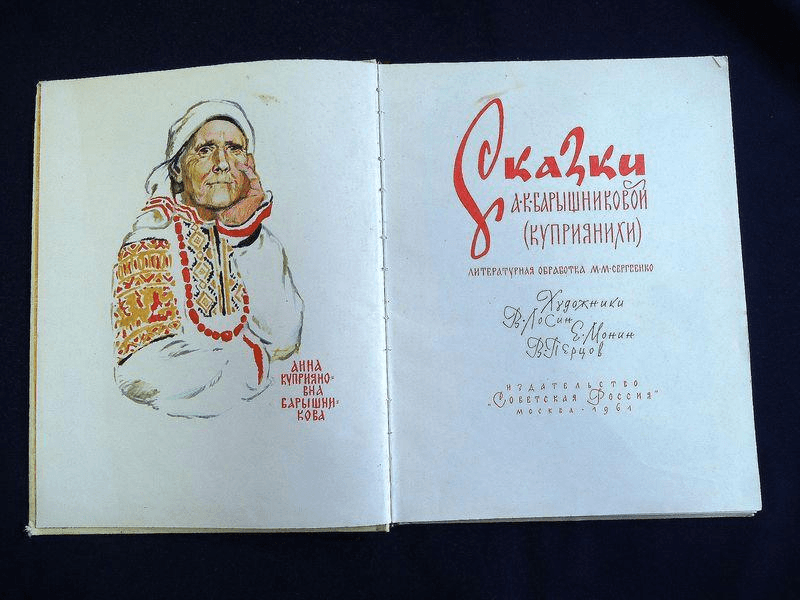 АННА
КУПРИЯНО=
ВНА
БАРЫШНИ=
КОВА
Сказки
А·К·БАРЫШНИКОВОЙ
(КУПРИЯНИХИ)
ЛИТЕРАТУРНАЯ ОБРАБОТКА М·М·СЕРГЕЕНКО
Художники
В·Лосин
Е·Монин
В·Перцов
ИЗДАТЕЛЬСТВО
"Советская Россия"
МОСКВА · 1961